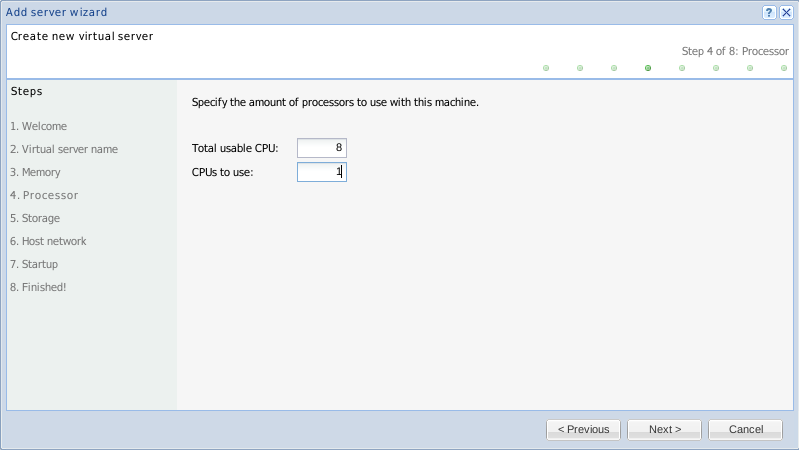 Add server wizard
?
Create new virtual server
Step 4 of 8: Processor
Steps
1. Welcome
2. Virtual server name
3. Memory
4. Processor
5. Storage
6. Host network
7. Startup
8. Finished!
Specify the amount of processors to use with this machine.
Total usable CPU: 8
CPUs to use: 1
< Previous
Next >
Cancel